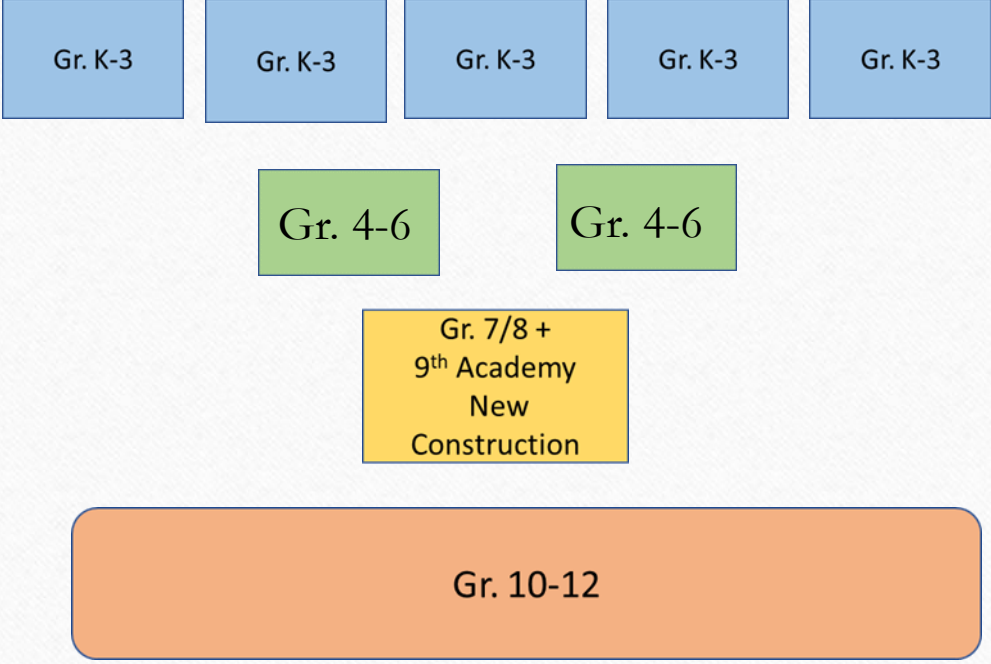 Gr. K-3
Gr. K-3
Gr. K-3
Gr. K-3
Gr. K-3
Gr. 4-6
Gr. 4-6
Gr. 7/8 +
9th Academy
New
Construction
Gr. 10-12